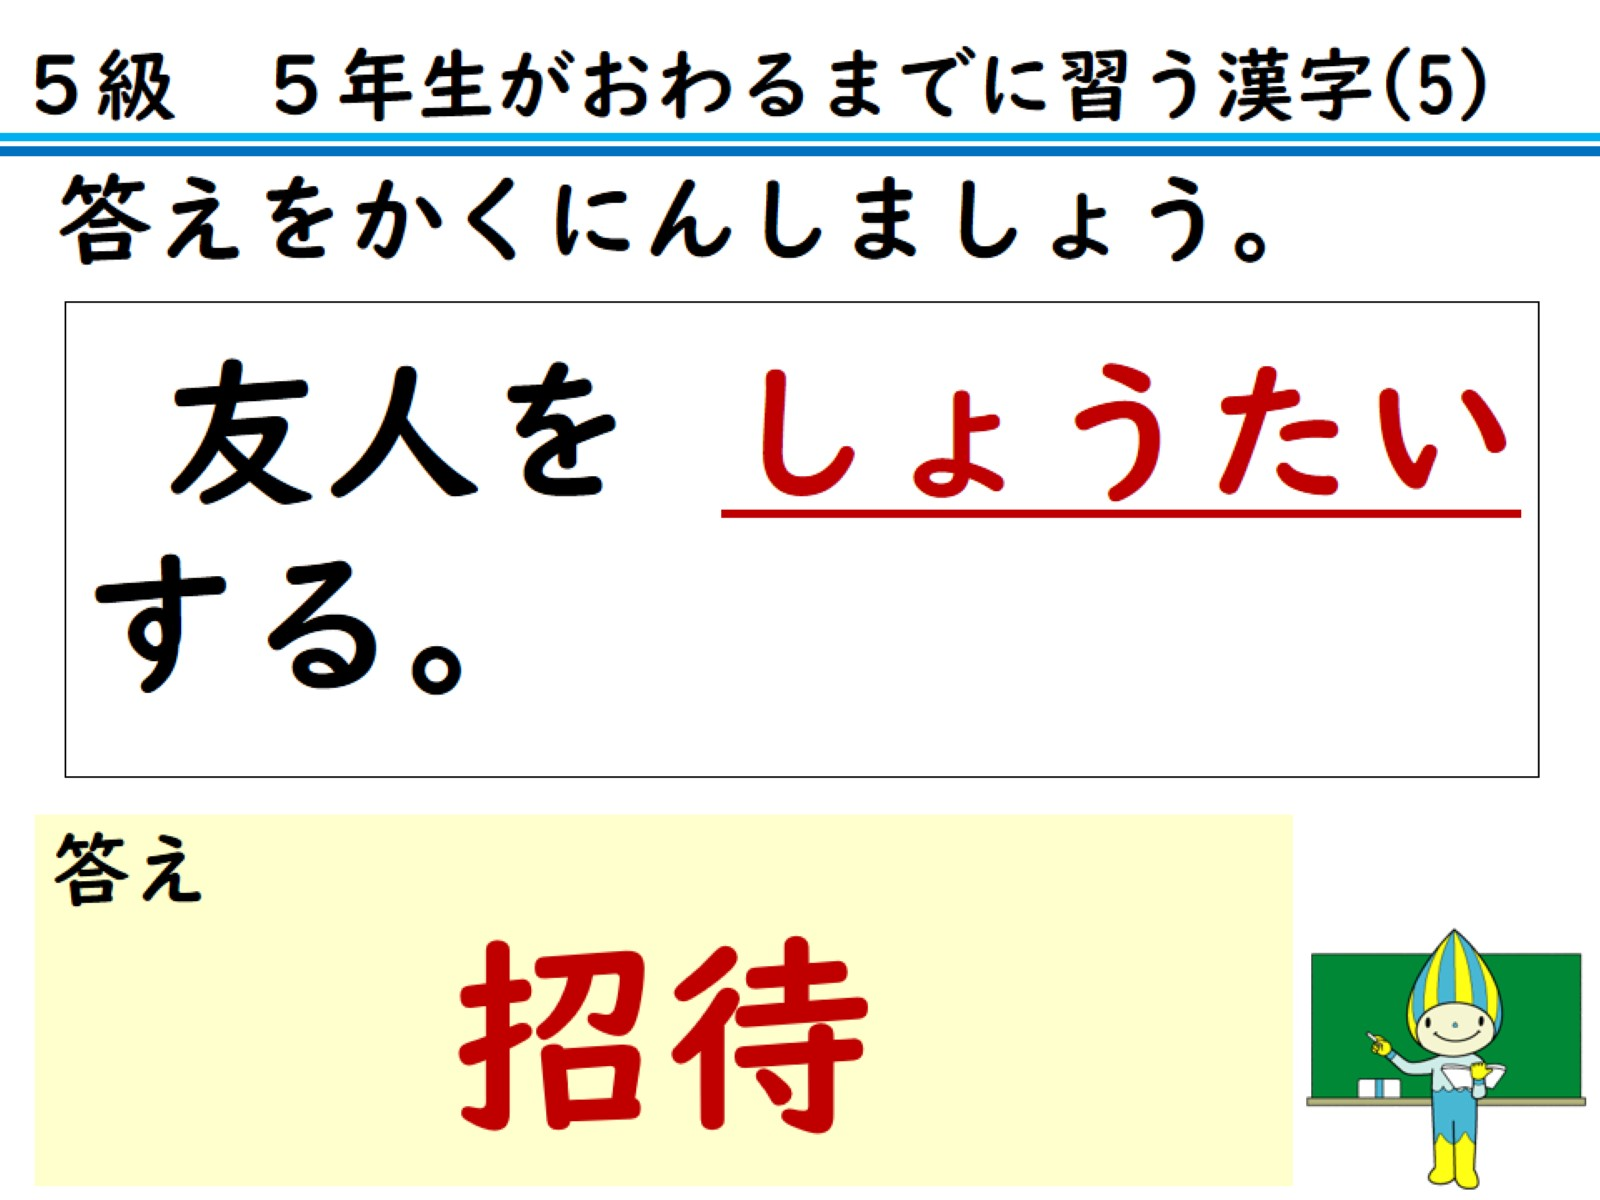 ５級　５年生がおわるまでに習う漢字(5)
答えをかくにんしましょう。
友人を　しょうたい
する。
答え
招待